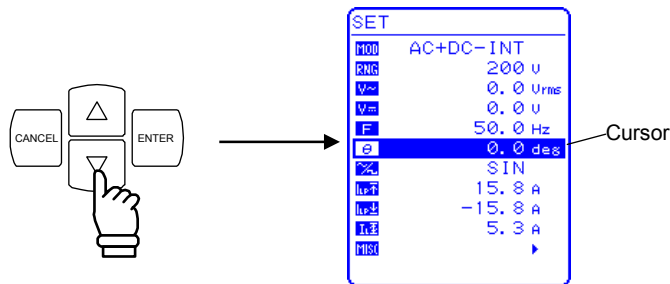 CANCEL
ENTER
SET
MOD AC+DC-INT
RNG 200 V
V~ 0.0 Vrms
V⎓ 0.0 V
F 50.0 Hz
θ 0.0 deg
SIN
15.8 A
-15.8 A
5.3 A
MISC
Cursor